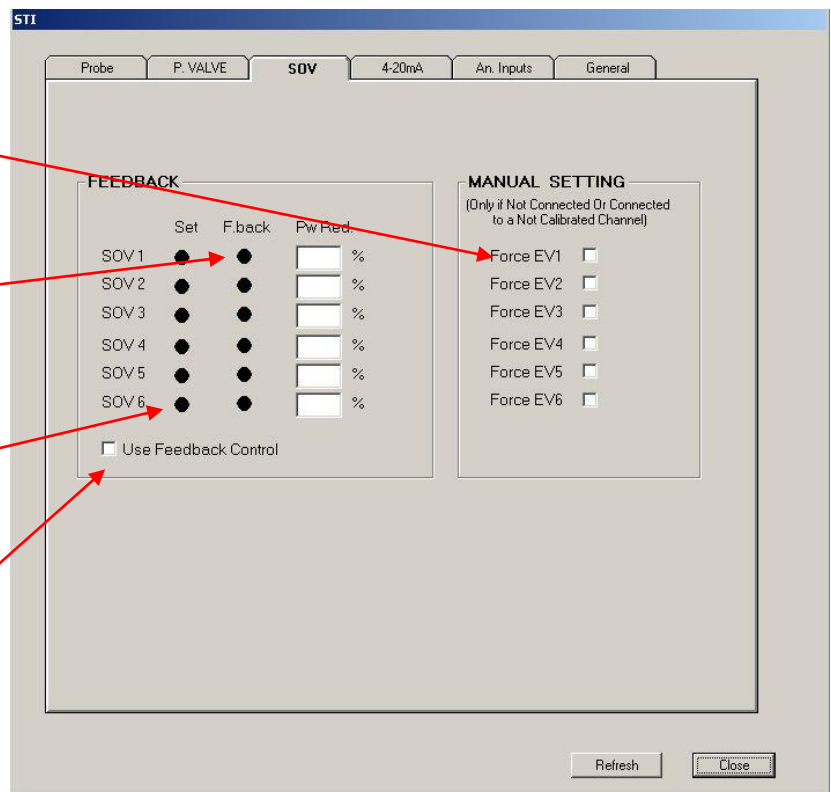 STI
Probe P. VALVE SOV 4-20mA An. Inputs General
FEEDBACK
Set F.back Pw Red.
SOV 1 %
SOV 2 %
SOV 3 %
SOV 4 %
SOV 5 %
SOV 6 %
Use Feedback Control
MANUAL SETTING
(Only if Not Connected Or Connected
to a Not Calibrated Channel)
Force EV1
Force EV2
Force EV3
Force EV4
Force EV5
Force EV6
Refresh Close